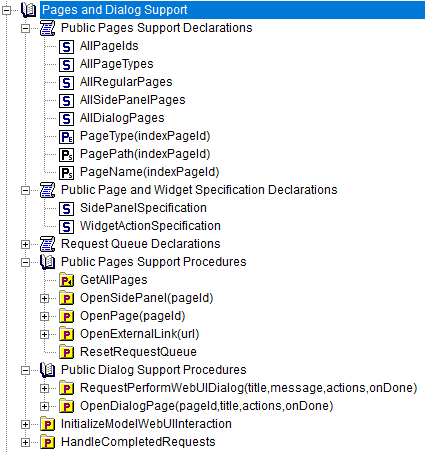 Pages and Dialog Support
Public Pages Support Declarations
S AllPageIds
S AllPageTypes
S AllRegularPages
S AllSidePanelPages
S AllDialogPages
PE PageType(indexPageId)
PS PagePath(indexPageId)
PS PageName(indexPageId)
Public Page and Widget Specification Declarations
S SidePanelSpecification
S WidgetActionSpecification
Request Queue Declarations
Public Pages Support Procedures
P GetAllPages
P OpenSidePanel(pageId)
P OpenPage(pageId)
P OpenExternalLink(url)
P ResetRequestQueue
Public Dialog Support Procedures
P RequestPerformWebUIDialog(title,message,actions,onDone)
P OpenDialogPage(pageId,title,actions,onDone)
P InitializeModelWebUIInteraction
P HandleCompletedRequests